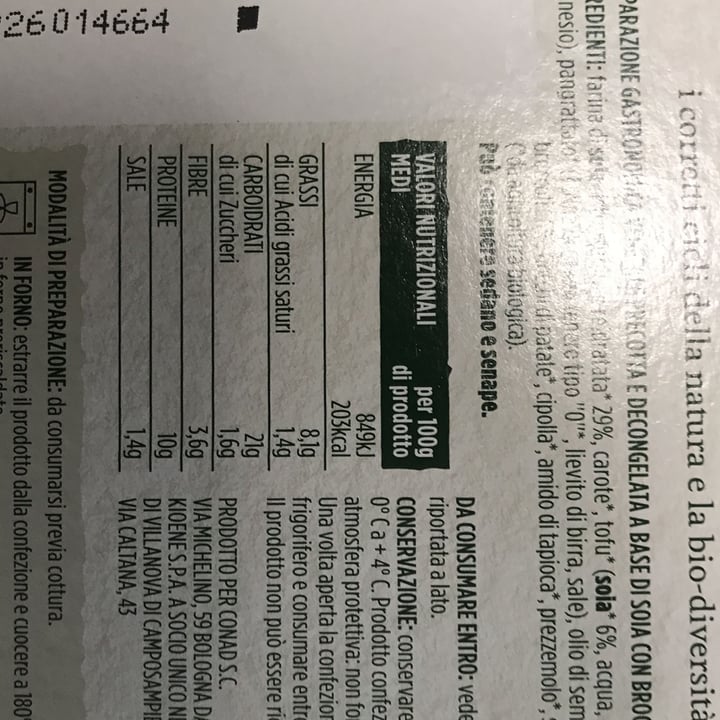 i corretti cicli della natura e la bio-diversità
PARAZIONE GASTRONOMICA PRECOTTA E DECONGELATA A BASE DI SOIA CON BRO
REDIENTI: farina di 29%, carote*, tofu* (soia* 6%, acqua,
nesio), pangrattato tipo "0"*, lievito di birra, sale), olio di sem
di patate*, cipolla*, amido di tapioca*, prezzemolo*,
biologica).
Può contenere sedano e senape.
VALORI NUTRIZIONALI MEDI per 100g di prodotto
ENERGIA 849kJ
203kcal
GRASSI 8,1g
di cui Acidi grassi saturi 1,4g
CARBOIDRATI 21g
di cui Zuccheri 1,6g
FIBRE 3,6g
PROTEINE 10g
SALE 1,4g
DA CONSUMARE ENTRO: vede
riportata a lato.
CONSERVAZIONE: conservare
0° C a + 4° C. Prodotto confez
atmosfera protettiva: non fo
Una volta aperta la confezion
frigorifero e consumare entro
Il prodotto non può essere ri
PRODOTTO PER CONAD S.C.
VIA MICHELINO, 59 BOLOGNA DA
KIOENE S.P.A. A SOCIO UNICO N
DI VILLANOVA DI CAMPOSAMPIE
VIA CALTANA, 43
MODALITÀ DI PREPARAZIONE: da consumarsi previa cottura.
IN FORNO: estrarre il prodotto dalla confezione e cuocere a 180°
in forno preriscaldato
26014664